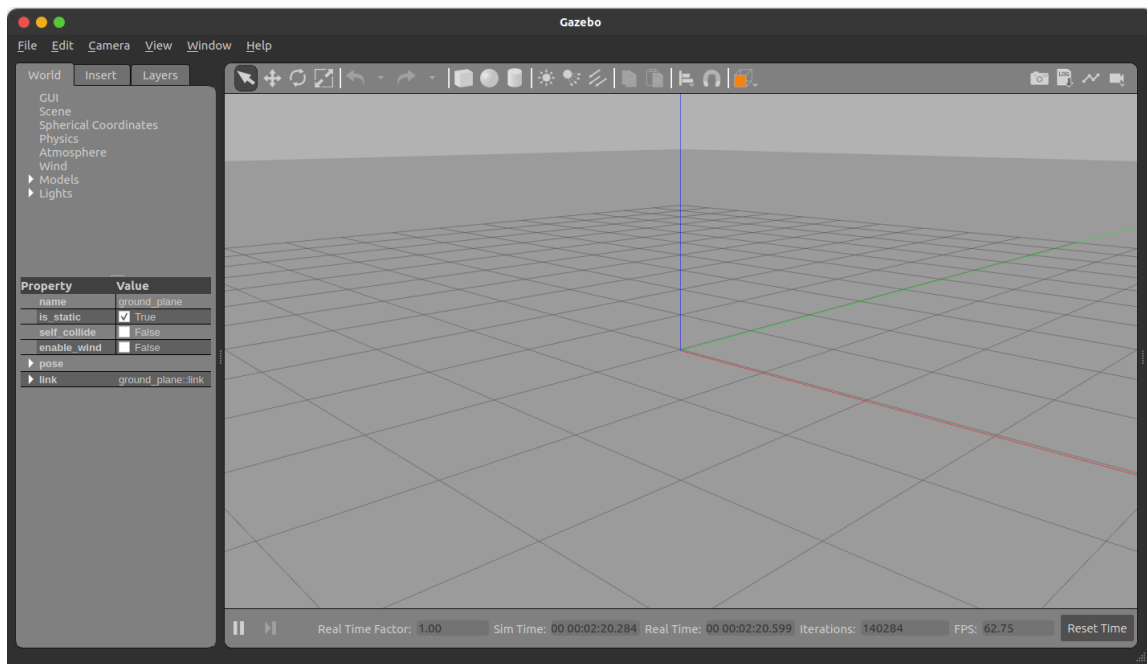 Gazebo
File Edit Camera View Window Help
World Insert Layers
GUI
Scene
Spherical Coordinates
Physics
Atmosphere
Wind
Models
Lights
Property Value
name ground_plane
is_static True
self_collide False
enable_wind False
pose
link ground_plane::link
LOG
Real Time Factor: 1.00 Sim Time: 00 00:02:20.284 Real Time: 00 00:02:20.599 Iterations: 140284 FPS: 62.75 Reset Time